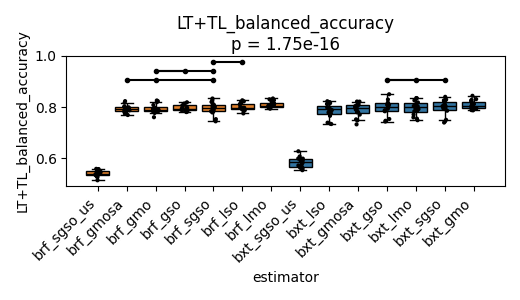 LT+TL_balanced_accuracy
p = 1.75e-16
LT+TL_balanced_accuracy
1.0
0.8
0.6
brf_sgso_us
brf_gmosa
brf_gmo
brf_gso
brf_sgso
brf_lso
brf_lmo
bxt_sgso_us
bxt_lso
bxt_gmosa
bxt_gso
bxt_lmo
bxt_sgso
bxt_gmo
estimator